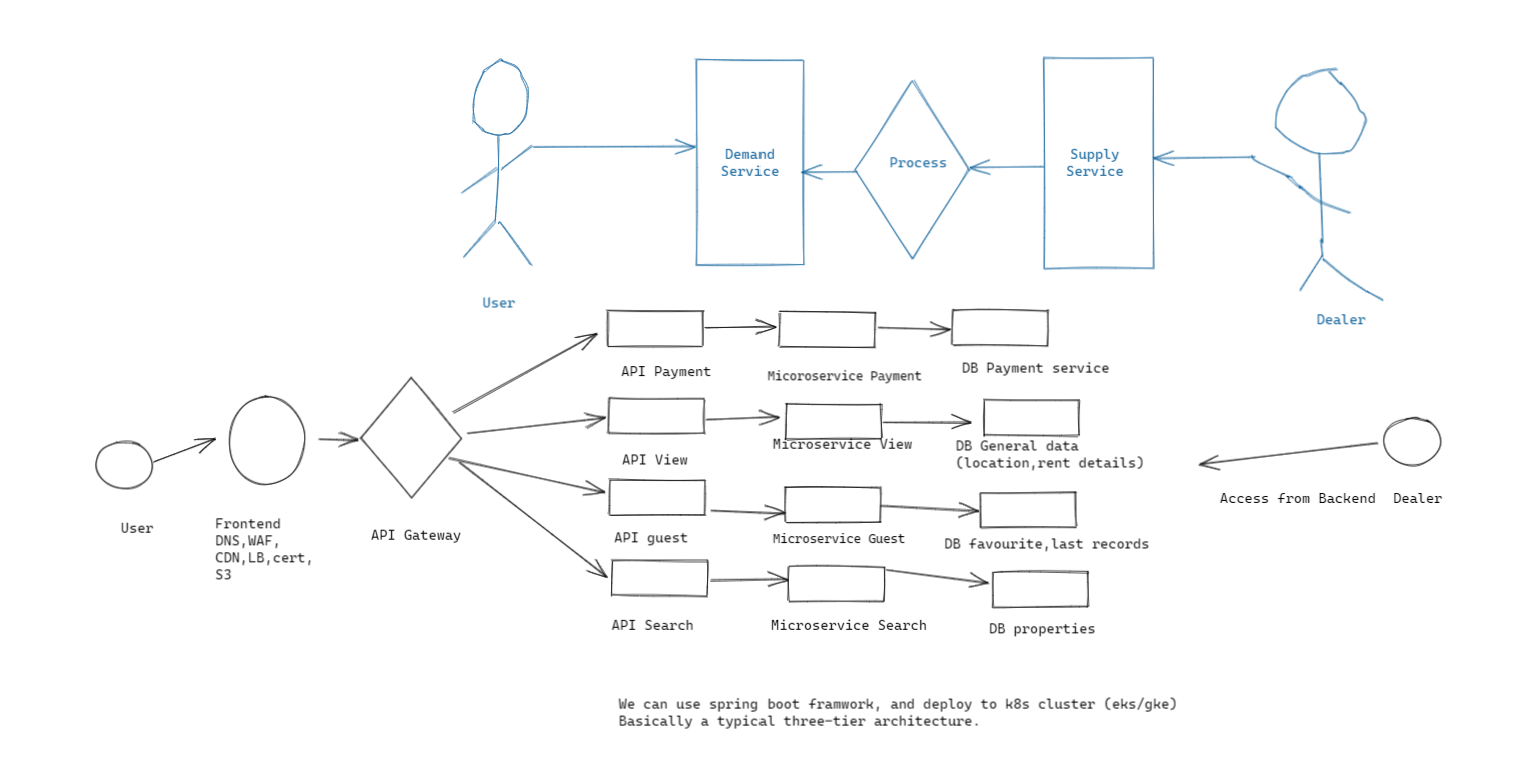 Demand
Service
Process
Supply
Service
User
Dealer
API Payment
Micoroservice Payment
DB Payment service
API View
Microservice View
DB General data
(location,rent details)
User
Frontend
DNS,WAF,
CDN,LB,cert,
S3
API Gateway
API guest
Microservice Guest
DB favourite,last records
Access from Backend
Dealer
API Search
Microservice Search
DB properties
We can use spring boot framwork, and deploy to k8s cluster (eks/gke)
Basically a typical three-tier architecture.